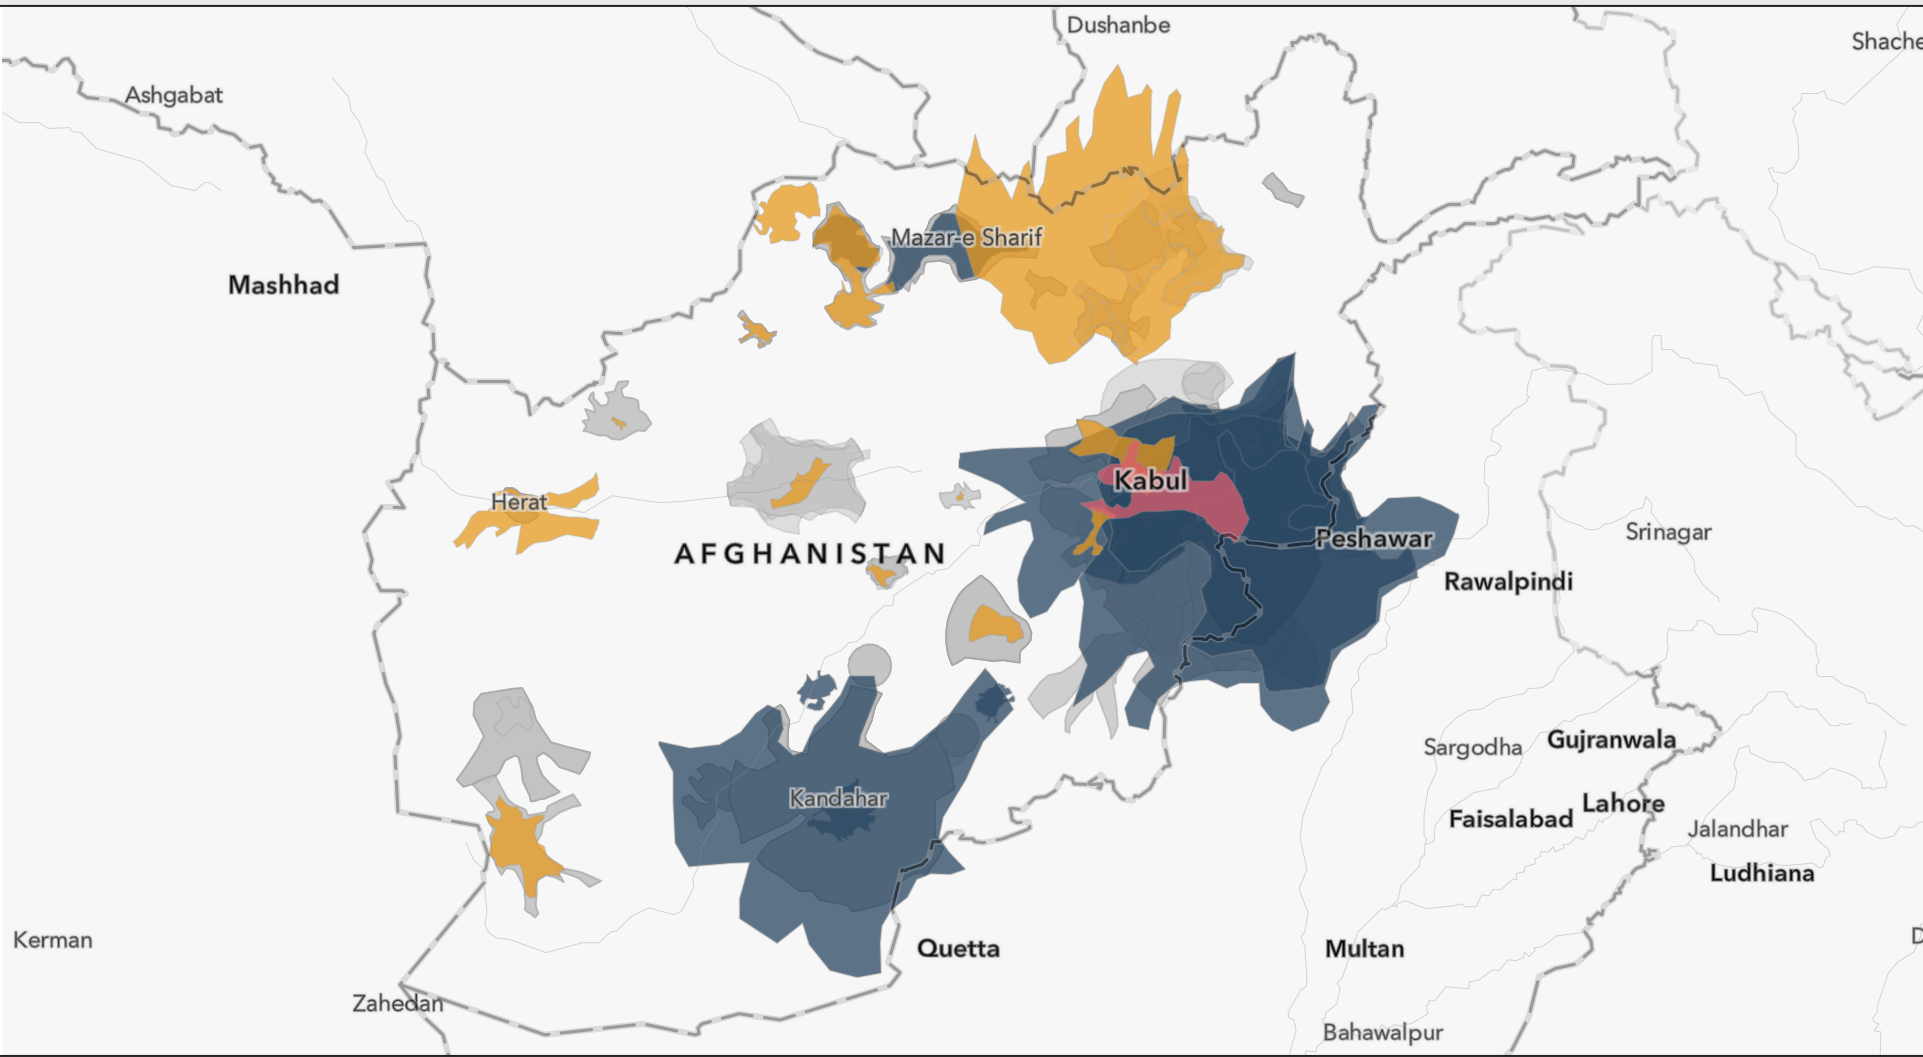 Dushanbe
Shache
Ashgabat
Mazar-e Sharif
Mashhad
Kabul
Herat
Srinagar
Peshawar
AFGHANISTAN
Rawalpindi
Sargodha
Gujranwala
Kandahar
Lahore
Faisalabad
Jalandhar
Ludhiana
Kerman
D
Quetta
Multan
Zahedan
Bahawalpur